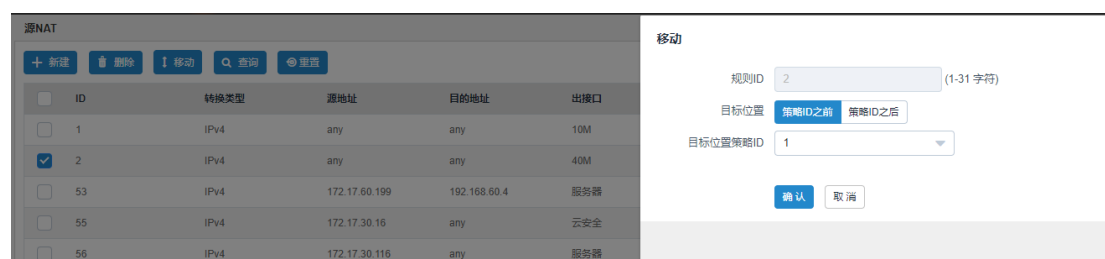 源NAT
新建 删除 移动 查询 重置
ID 转换类型 源地址 目的地址 出接口
1 IPv4 any any 10M
2 IPv4 any any 40M
53 IPv4 172.17.60.199 192.168.60.4 服务器
55 IPv4 172.17.30.16 any 云安全
56 IPv4 172.17.30.116 any 服务器
移动
规则ID 2 (1-31 字符)
目标位置 策略ID之前 策略ID之后
目标位置策略ID 1
确认 取消